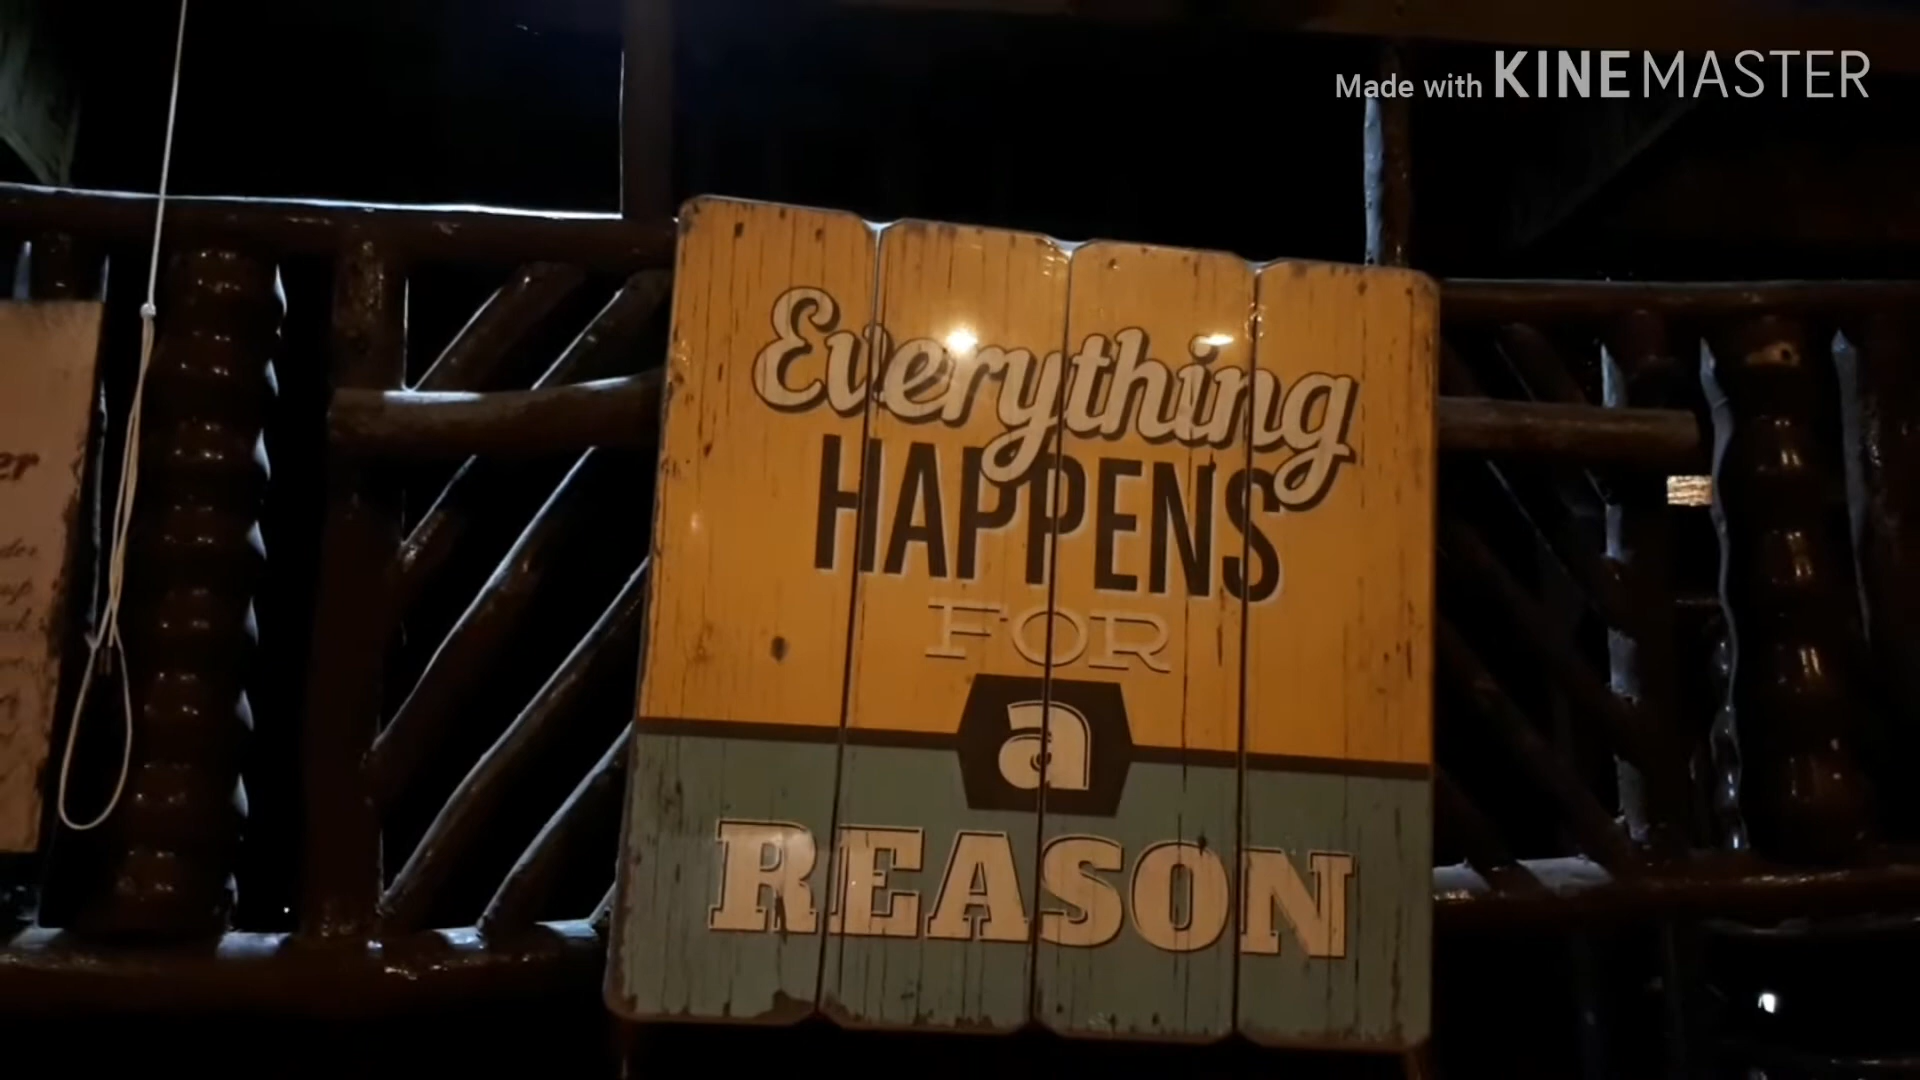 Made with KINEMASTER
Everything
HAPPENS
FOR
a
REASON